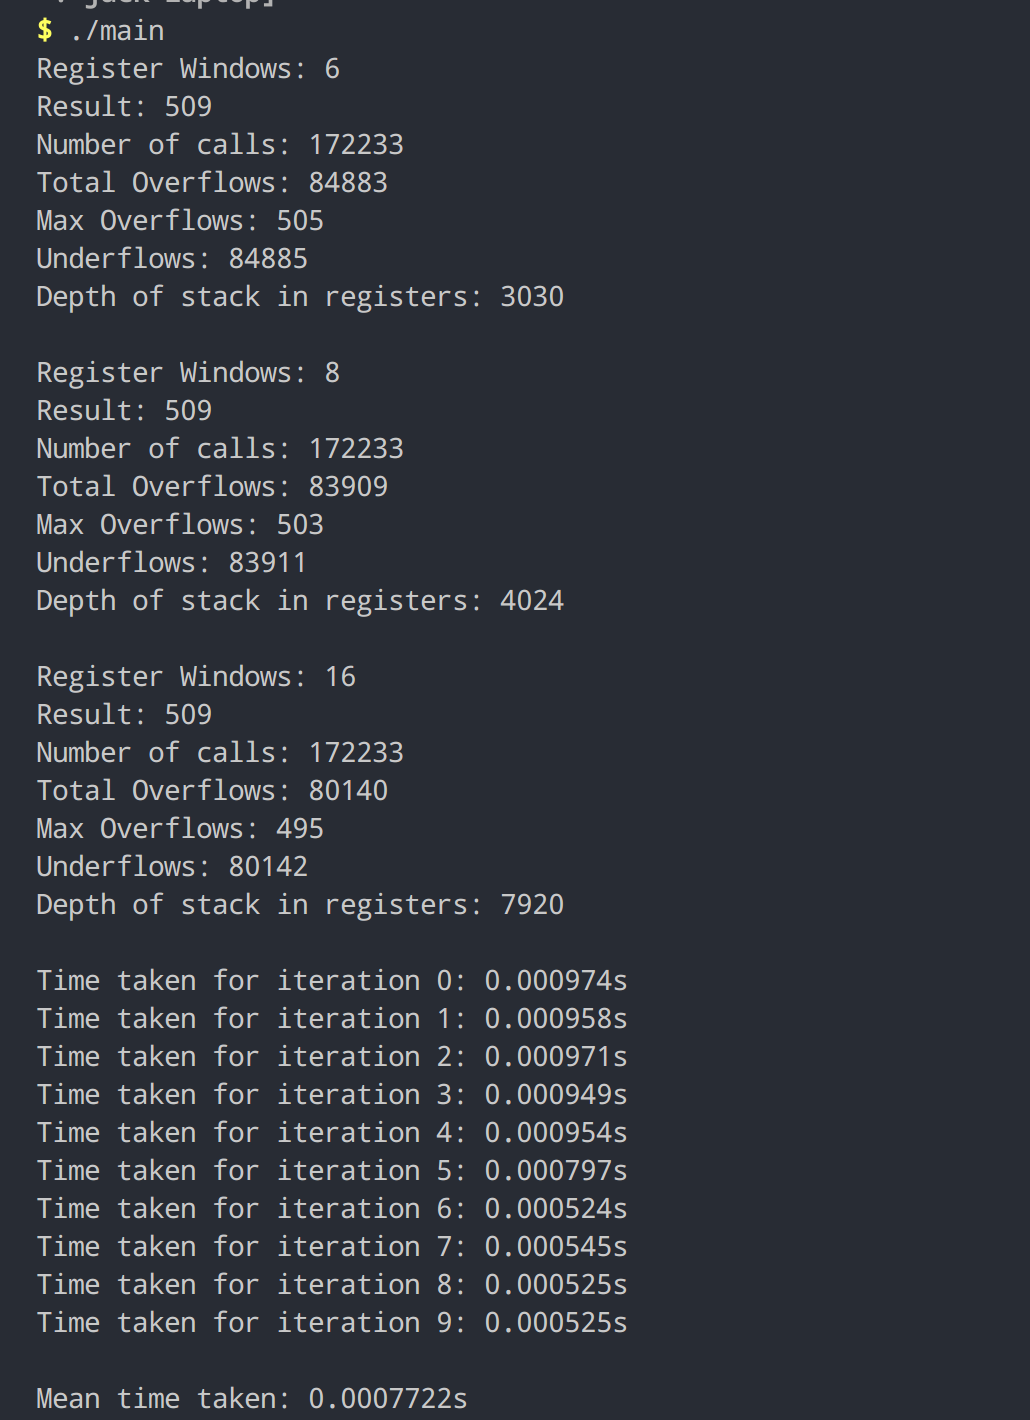 $ ./main
Register Windows: 6
Result: 509
Number of calls: 172233
Total Overflows: 84883
Max Overflows: 505
Underflows: 84885
Depth of stack in registers: 3030

Register Windows: 8
Result: 509
Number of calls: 172233
Total Overflows: 83909
Max Overflows: 503
Underflows: 83911
Depth of stack in registers: 4024

Register Windows: 16
Result: 509
Number of calls: 172233
Total Overflows: 80140
Max Overflows: 495
Underflows: 80142
Depth of stack in registers: 7920

Time taken for iteration 0: 0.000974s
Time taken for iteration 1: 0.000958s
Time taken for iteration 2: 0.000971s
Time taken for iteration 3: 0.000949s
Time taken for iteration 4: 0.000954s
Time taken for iteration 5: 0.000797s
Time taken for iteration 6: 0.000524s
Time taken for iteration 7: 0.000545s
Time taken for iteration 8: 0.000525s
Time taken for iteration 9: 0.000525s

Mean time taken: 0.0007722s